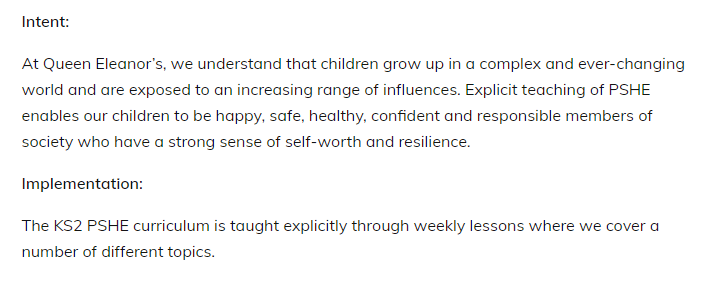 Intent:
At Queen Eleanor's, we understand that children grow up in a complex and ever-changing
world and are exposed to an increasing range of influences. Explicit teaching of PSHE
enables our children to be happy, safe, healthy, confident and responsible members of
society who have a strong sense of self-worth and resilience.
Implementation:
The KS2 PSHE curriculum is taught explicitly through weekly lessons where we cover a
number of different topics.